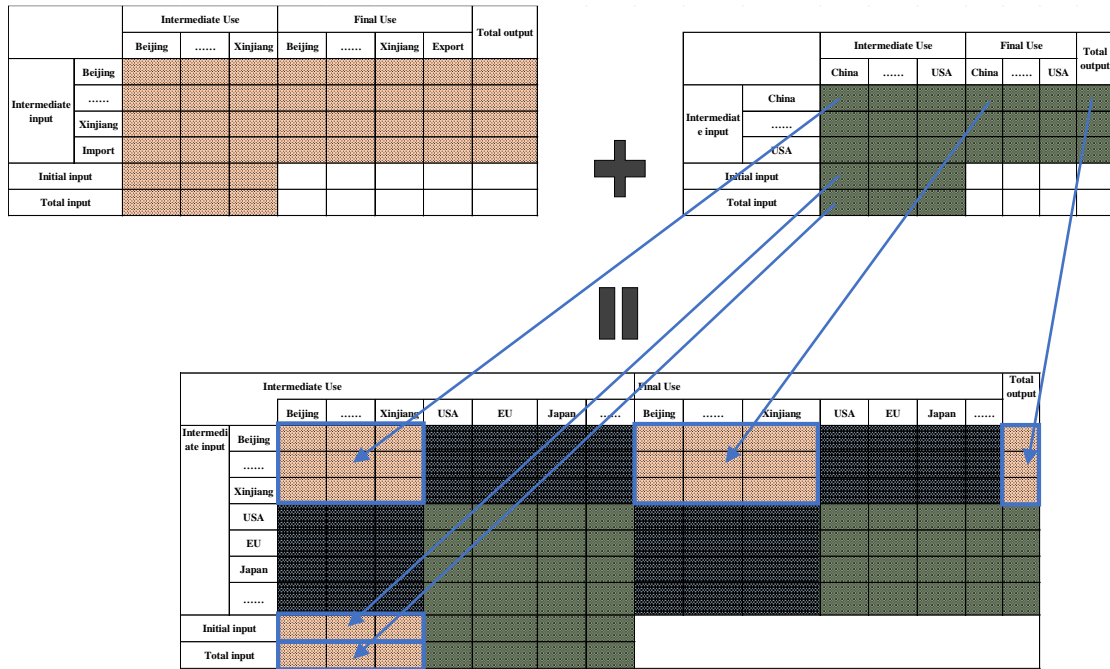 Intermediate Use Final Use Total output
Beijing …… Xinjiang Beijing …… Xinjiang Export
Intermediate input
Beijing
……
Xinjiang
Import
Initial input
Total input
Intermediate Use Final Use Total
output
China …… USA China …… USA
Intermediat
e input
China
……
USA
Initial input
Total input
Intermediate Use Final Use Total
output
Beijing …… Xinjiang USA EU Japan …… Beijing …… Xinjiang USA EU Japan ……
Intermedi
ate input
Beijing
……
Xinjiang
USA
EU
Japan
……
Initial input
Total input